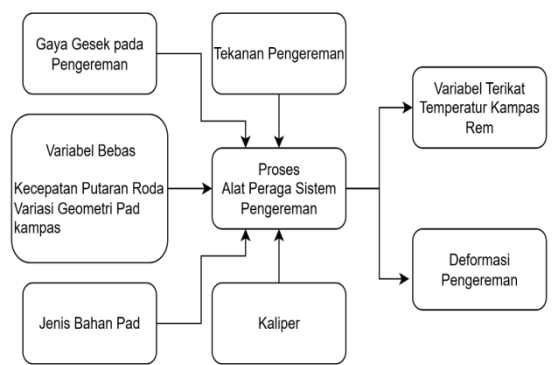 Gaya Gesek pada
Pengereman
Tekanan Pengereman
Variabel Terikat
Temperatur Kampas
Rem
Variabel Bebas
Kecepatan Putaran Roda
Variasi Geometri Pad
kampas
Proses
Alat Peraga Sistem
Pengereman
Deformasi
Pengereman
Jenis Bahan Pad
Kaliper